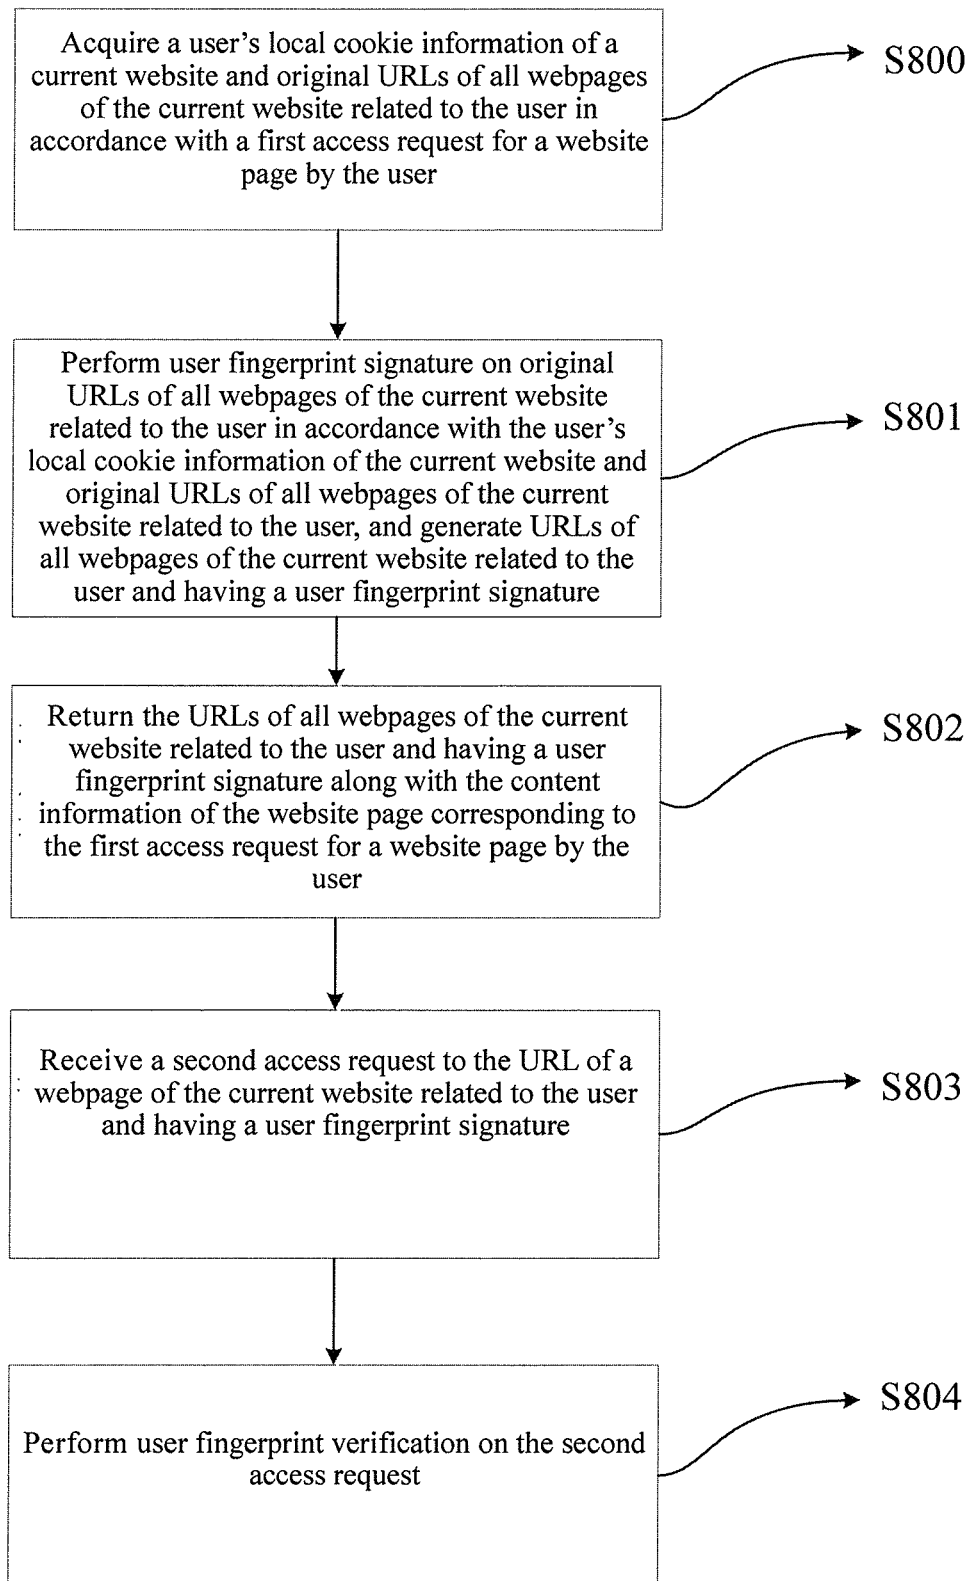 Acquire a user's local cookie information of a
current website and original URLs of all webpages
of the current website related to the user in
accordance with a first access request for a website
page by the user
S800
Perform user fingerprint signature on original
URLs of all webpages of the current website
related to the user in accordance with the user's
local cookie information of the current website and
original URLs of all webpages of the current
website related to the user, and generate URLs of
all webpages of the current website related to the
user and having a user fingerprint signature
S801
Return the URLs of all webpages of the current
website related to the user and having a user
fingerprint signature along with the content
information of the website page corresponding to
the first access request for a website page by the
user
S802
Receive a second access request to the URL of a
webpage of the current website related to the user
and having a user fingerprint signature
S803
Perform user fingerprint verification on the second
access request
S804